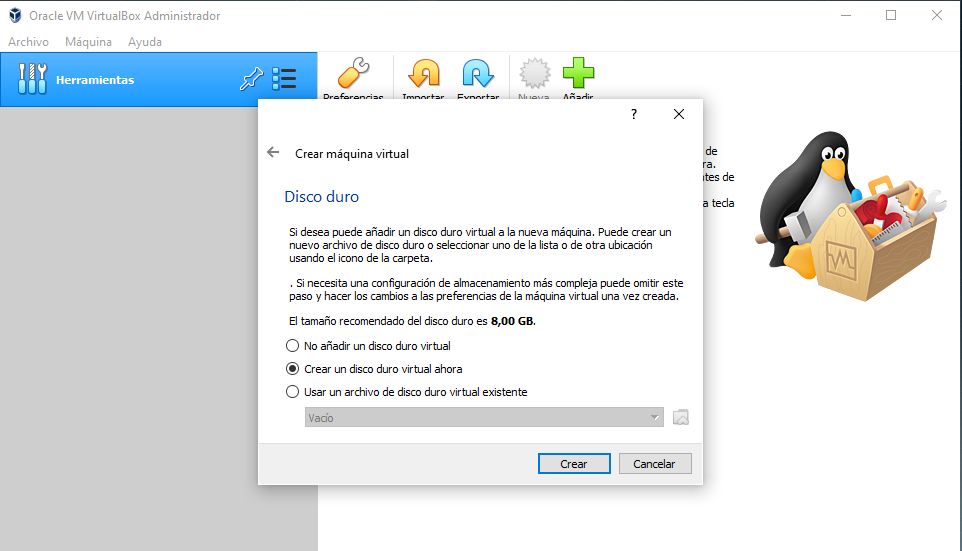 Oracle VM VirtualBox Administrador
Archivo Máquina Ayuda
Herramientas
Preferencias Importar Exportar Nueva Añadir
de
ra.
ntes de
a tecla
?
Crear máquina virtual
Disco duro
Si desea puede añadir un disco duro virtual a la nueva máquina. Puede crear un
nuevo archivo de disco duro o seleccionar uno de la lista o de otra ubicación
usando el icono de la carpeta.
. Si necesita una configuración de almacenamiento más compleja puede omitir este
paso y hacer los cambios a las preferencias de la máquina virtual una vez creada.
El tamaño recomendado del disco duro es 8,00 GB.
No añadir un disco duro virtual
Crear un disco duro virtual ahora
Usar un archivo de disco duro virtual existente
Vacío
Crear Cancelar